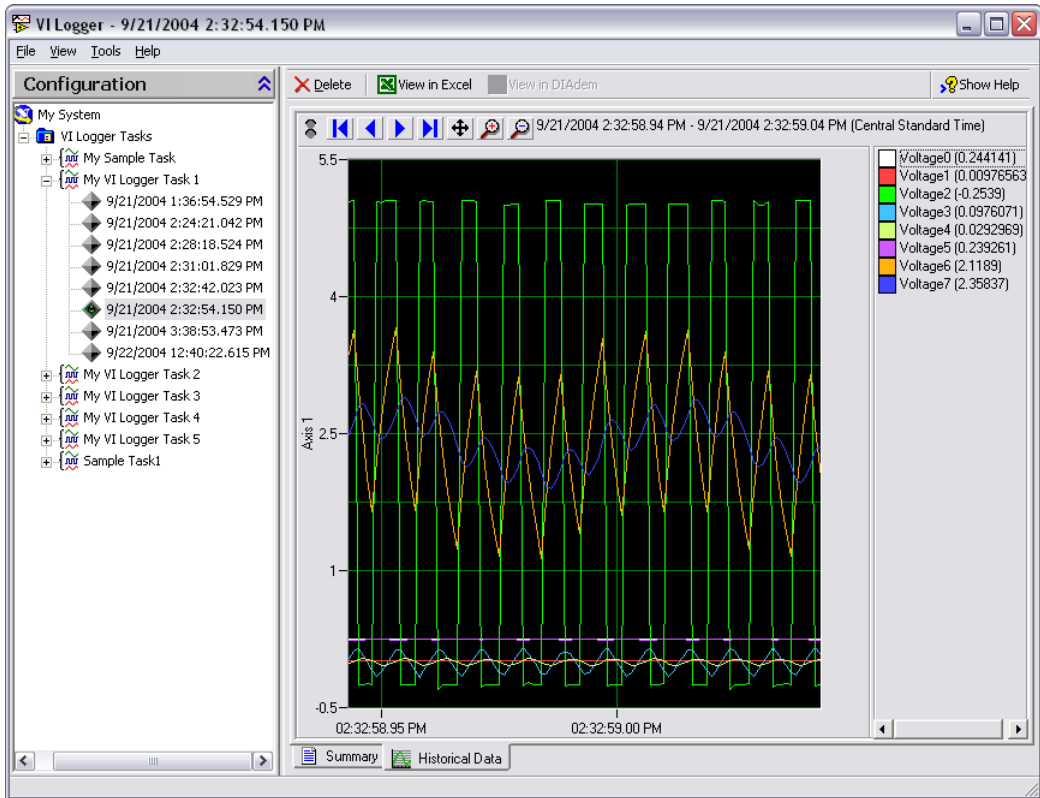 VI Logger - 9/21/2004 2:32:54.150 PM
File View Tools Help
Configuration
Delete View in Excel View in DIAdem Show Help
My System
VI Logger Tasks
My Sample Task
My VI Logger Task 1
9/21/2004 1:36:54.529 PM
9/21/2004 2:24:21.042 PM
9/21/2004 2:28:18.524 PM
9/21/2004 2:31:01.829 PM
9/21/2004 2:32:42.023 PM
9/21/2004 2:32:54.150 PM
9/21/2004 3:38:53.473 PM
9/22/2004 12:40:22.615 PM
My VI Logger Task 2
My VI Logger Task 3
My VI Logger Task 4
My VI Logger Task 5
Sample Task1
9/21/2004 2:32:58.94 PM - 9/21/2004 2:32:59.04 PM (Central Standard Time)
5.5
4
Axis 1
2.5
1
-0.5
02:32:58.95 PM 02:32:59.00 PM
Voltage0 (0.244141)
Voltage1 (0.00976563
Voltage2 (-0.2539)
Voltage3 (0.0976071)
Voltage4 (0.0292969)
Voltage5 (0.239261)
Voltage6 (2.1189)
Voltage7 (2.35837)
Summary Historical Data